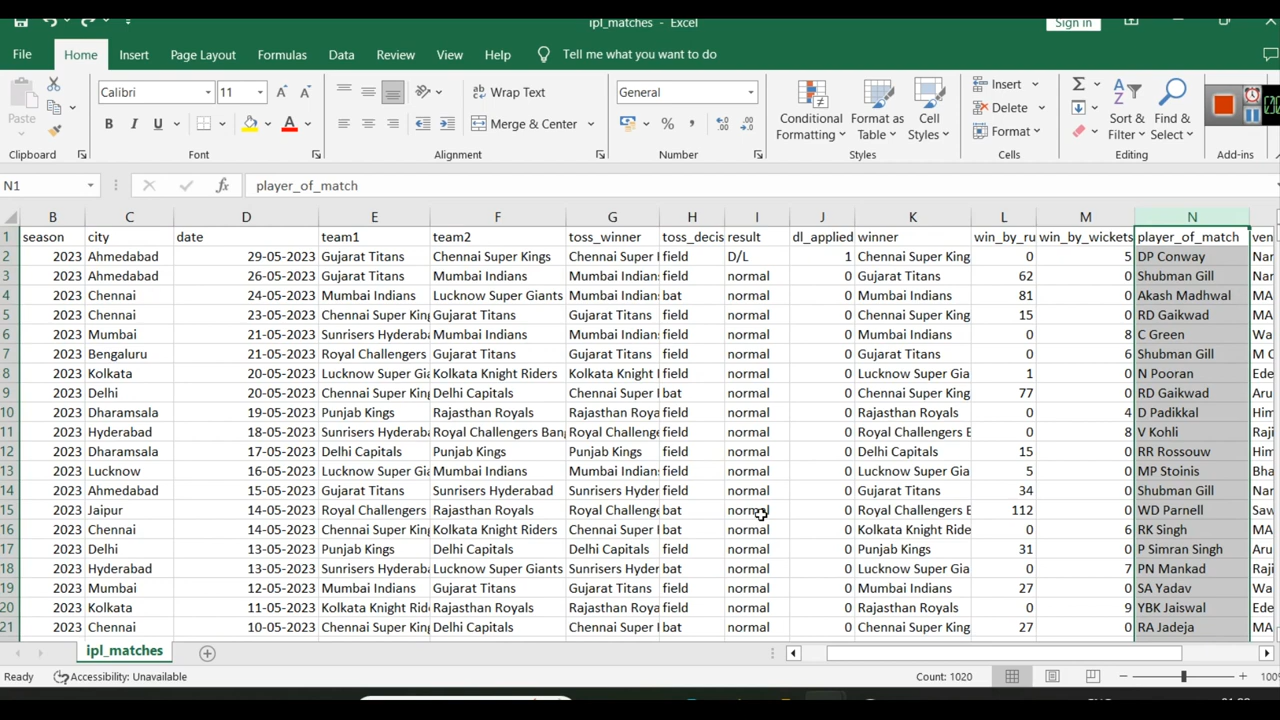 ipl_matches - Excel
Sign in
File Home Insert Page Layout Formulas Data Review View Help Tell me what you want to do
Paste
Calibri 11
B I U
A
Wrap Text
Merge & Center
General
% ,
Conditional Formatting
Format as Table
Cell Styles
Insert
Delete
Format
Sort & Filter
Find & Select
Clipboard Font Alignment Number Styles Cells Editing Add-ins
N1 fx player_of_match
B C D E F G H I J K L M N
1 season city date team1 team2 toss_winner toss_decis result dl_applied winner win_by_ru win_by_wickets player_of_match ven
2 2023 Ahmedabad 29-05-2023 Gujarat Titans Chennai Super Kings Chennai Super field D/L 1 Chennai Super King 0 5 DP Conway Nar
3 2023 Ahmedabad 26-05-2023 Gujarat Titans Mumbai Indians Mumbai Indian field normal 0 Gujarat Titans 62 0 Shubman Gill Nar
4 2023 Chennai 24-05-2023 Mumbai Indians Lucknow Super Giants Mumbai Indian bat normal 0 Mumbai Indians 81 0 Akash Madhwal MA
5 2023 Chennai 23-05-2023 Chennai Super King Gujarat Titans Gujarat Titans field normal 0 Chennai Super King 15 0 RD Gaikwad MA
6 2023 Mumbai 21-05-2023 Sunrisers Hyderaba Mumbai Indians Mumbai Indian field normal 0 Mumbai Indians 0 8 C Green Wa
7 2023 Bengaluru 21-05-2023 Royal Challengers Gujarat Titans Gujarat Titans field normal 0 Gujarat Titans 0 6 Shubman Gill M C
8 2023 Kolkata 20-05-2023 Lucknow Super Gia Kolkata Knight Riders Kolkata Knight field normal 0 Lucknow Super Gia 1 0 N Pooran Ede
9 2023 Delhi 20-05-2023 Chennai Super King Delhi Capitals Chennai Super bat normal 0 Chennai Super King 77 0 RD Gaikwad Aru
10 2023 Dharamsala 19-05-2023 Punjab Kings Rajasthan Royals Rajasthan Roya field normal 0 Rajasthan Royals 0 4 D Padikkal Him
11 2023 Hyderabad 18-05-2023 Sunrisers Hyderaba Royal Challengers Ban Royal Challenge field normal 0 Royal Challengers B 0 8 V Kohli Raji
12 2023 Dharamsala 17-05-2023 Delhi Capitals Punjab Kings Punjab Kings field normal 0 Delhi Capitals 15 0 RR Rossouw Him
13 2023 Lucknow 16-05-2023 Lucknow Super Gia Mumbai Indians Mumbai Indian field normal 0 Lucknow Super Gia 5 0 MP Stoinis Bha
14 2023 Ahmedabad 15-05-2023 Gujarat Titans Sunrisers Hyderabad Sunrisers Hyder field normal 0 Gujarat Titans 34 0 Shubman Gill Nar
15 2023 Jaipur 14-05-2023 Royal Challengers Rajasthan Royals Royal Challenge bat normal 0 Royal Challengers B 112 0 WD Parnell Saw
16 2023 Chennai 14-05-2023 Chennai Super King Kolkata Knight Riders Chennai Super bat normal 0 Kolkata Knight Ride 0 6 RK Singh MA
17 2023 Delhi 13-05-2023 Punjab Kings Delhi Capitals Delhi Capitals field normal 0 Punjab Kings 31 0 P Simran Singh Aru
18 2023 Hyderabad 13-05-2023 Sunrisers Hyderaba Lucknow Super Giants Sunrisers Hyder bat normal 0 Lucknow Super Gia 0 7 PN Mankad Raji
19 2023 Mumbai 12-05-2023 Mumbai Indians Gujarat Titans Gujarat Titans field normal 0 Mumbai Indians 27 0 SA Yadav Wa
20 2023 Kolkata 11-05-2023 Kolkata Knight Rid Rajasthan Royals Rajasthan Roya field normal 0 Rajasthan Royals 0 9 YBK Jaiswal Ede
21 2023 Chennai 10-05-2023 Chennai Super King Delhi Capitals Chennai Super bat normal 0 Chennai Super King 27 0 RA Jadeja MA
ipl_matches
Accessibility: Unavailable Count: 1020 100%